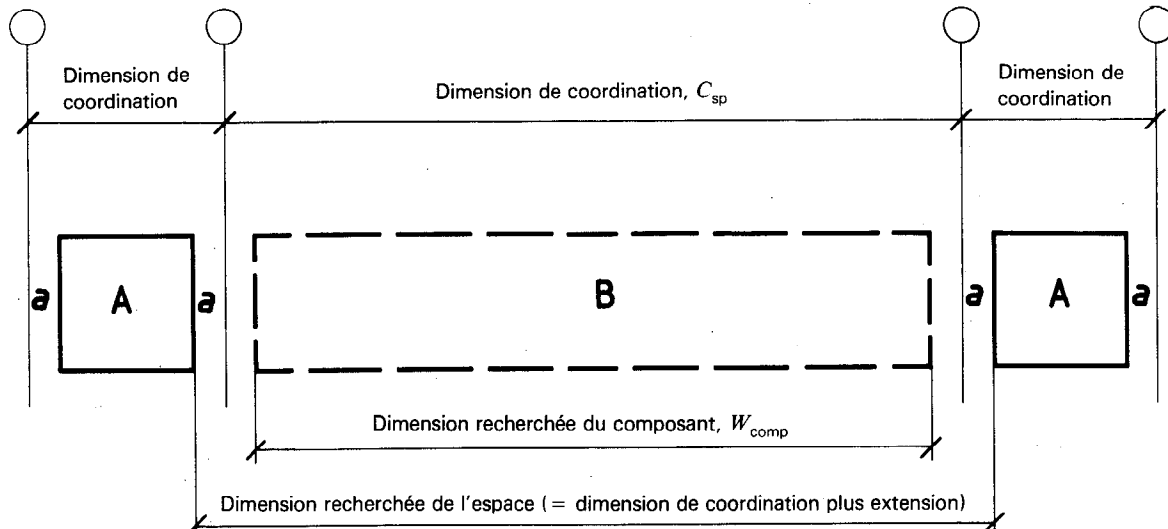 Dimension de
coordination
Dimension de coordination, C_sp
Dimension de
coordination
a
A
a
B
a
A
a
Dimension recherchée du composant, W_comp
Dimension recherchée de l'espace (= dimension de coordination plus extension)